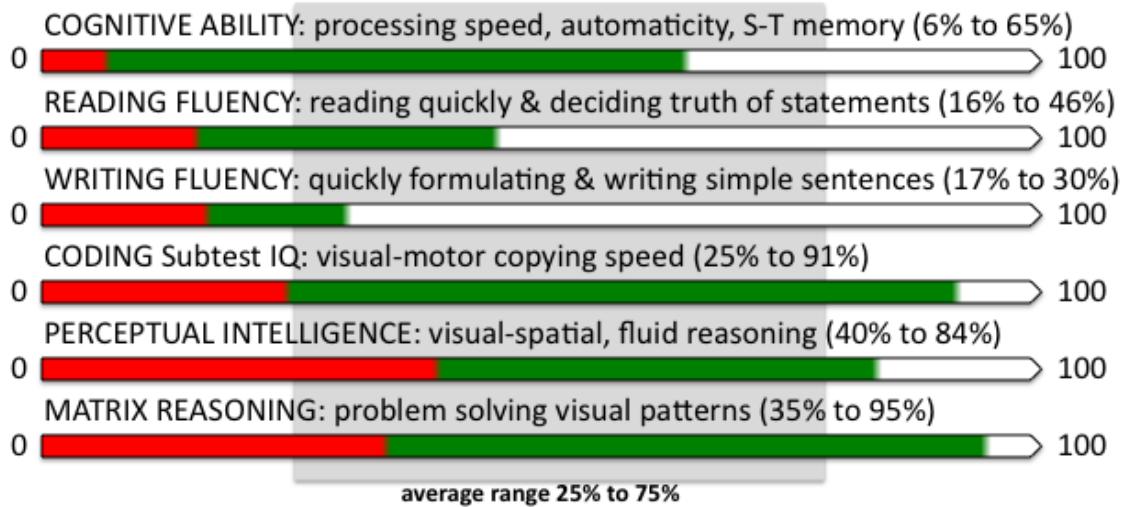 COGNITIVE ABILITY: processing speed, automaticity, S-T memory (6% to 65%)
0 100
READING FLUENCY: reading quickly & deciding truth of statements (16% to 46%)
0 100
WRITING FLUENCY: quickly formulating & writing simple sentences (17% to 30%)
0 100
CODING Subtest IQ: visual-motor copying speed (25% to 91%)
0 100
PERCEPTUAL INTELLIGENCE: visual-spatial, fluid reasoning (40% to 84%)
0 100
MATRIX REASONING: problem solving visual patterns (35% to 95%)
0 100
average range 25% to 75%